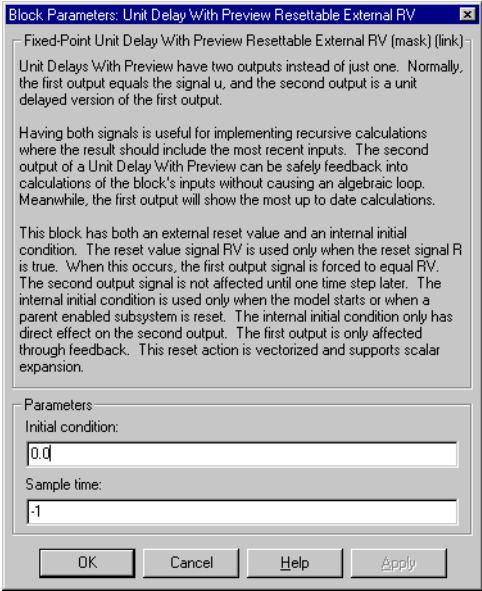 Block Parameters: Unit Delay With Preview Resettable External RV
Fixed-Point Unit Delay With Preview Resettable External RV (mask) (link)
Unit Delays With Preview have two outputs instead of just one.  Normally,
the first output equals the signal u, and the second output is a unit
delayed version of the first output.
Having both signals is useful for implementing recursive calculations
where the result should include the most recent inputs.  The second
output of a Unit Delay With Preview can be safely feedback into
calculations of the block's inputs without causing an algebraic loop.
Meanwhile, the first output will show the most up to date calculations.
This block has both an external reset value and an internal initial
condition.  The reset value signal RV is used only when the reset signal R
is true.  When this occurs, the first output signal is forced to equal RV.
The second output signal is not affected until one time step later.  The
internal initial condition is used only when the model starts or when a
parent enabled subsystem is reset.  The internal initial condition only has
direct effect on the second output.  The first output is only affected
through feedback.  This reset action is vectorized and supports scalar
expansion.
Parameters
Initial condition:
0.0
Sample time:
-1
OK Cancel Help Apply